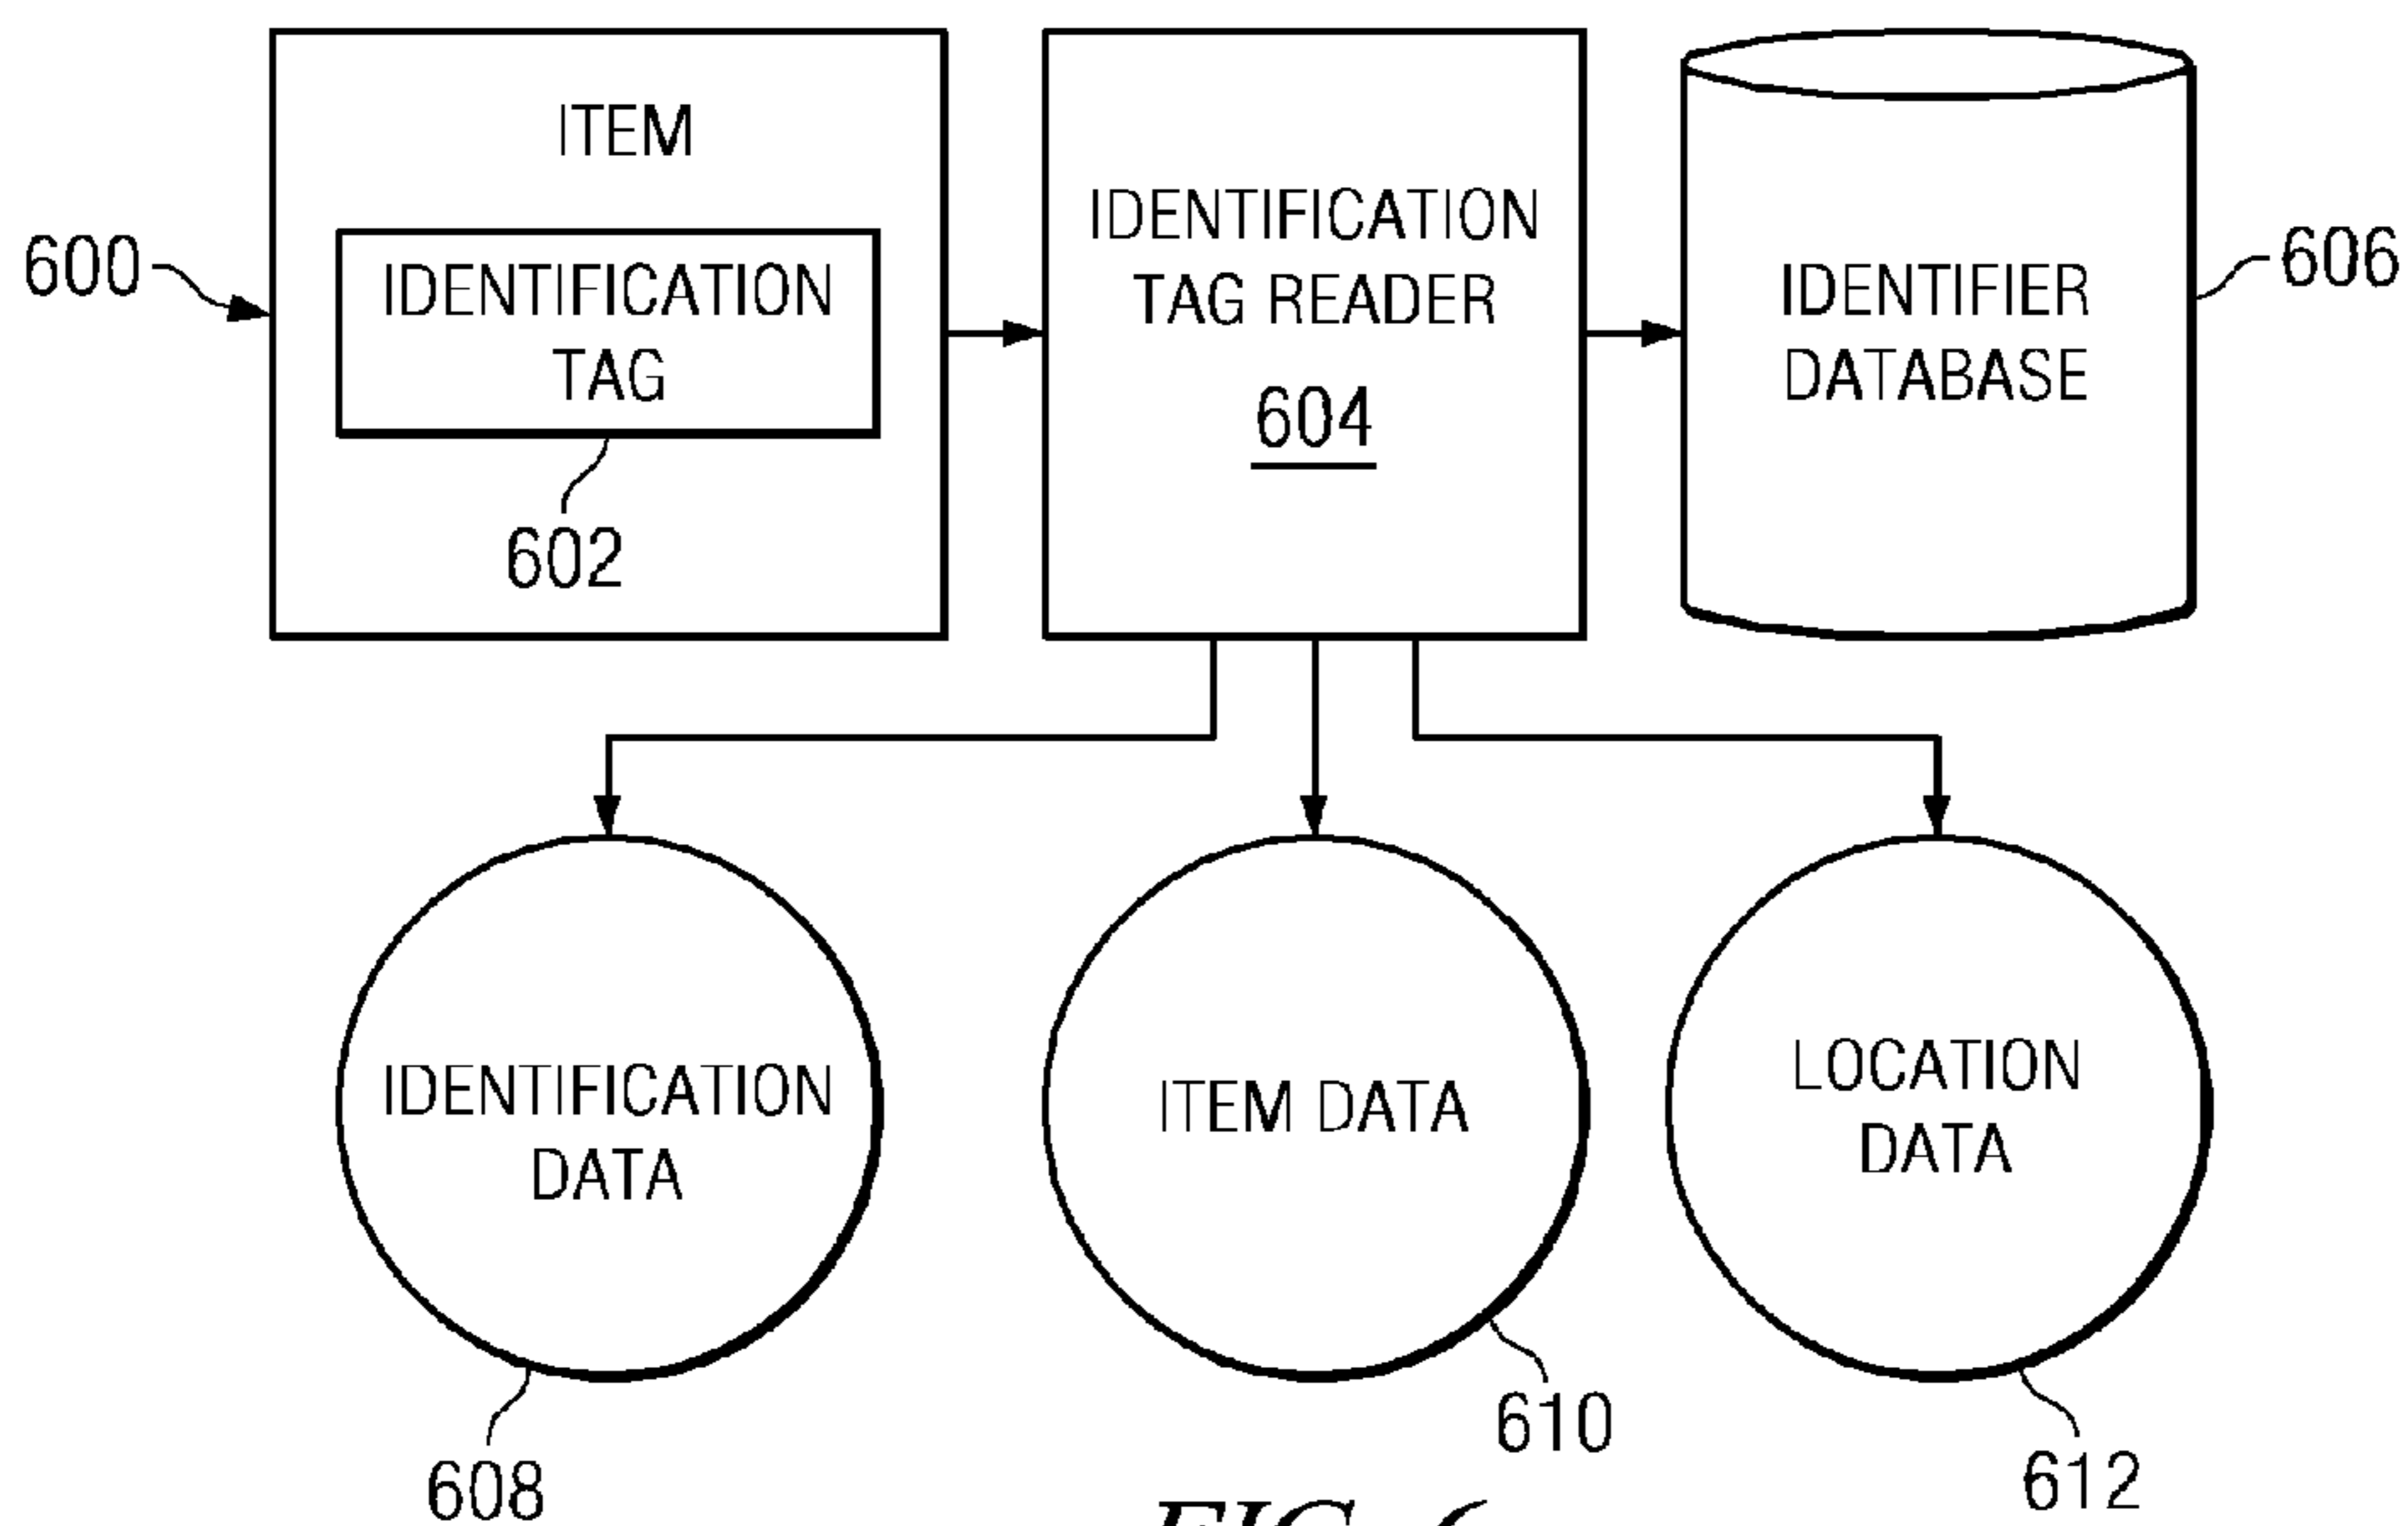 ITEM
IDENTIFICATION
TAG
600
602
IDENTIFICATION
TAG READER
604
IDENTIFIER
DATABASE
606
IDENTIFICATION
DATA
608
ITEM DATA
610
LOCATION
DATA
612